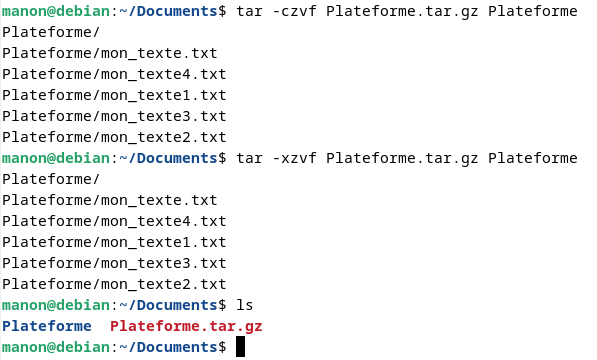 manon@debian:~/Documents$ tar -czvf Plateforme.tar.gz Plateforme
Plateforme/
Plateforme/mon_texte.txt
Plateforme/mon_texte4.txt
Plateforme/mon_texte1.txt
Plateforme/mon_texte3.txt
Plateforme/mon_texte2.txt
manon@debian:~/Documents$ tar -xzvf Plateforme.tar.gz Plateforme
Plateforme/
Plateforme/mon_texte.txt
Plateforme/mon_texte4.txt
Plateforme/mon_texte1.txt
Plateforme/mon_texte3.txt
Plateforme/mon_texte2.txt
manon@debian:~/Documents$ ls
Plateforme  Plateforme.tar.gz
manon@debian:~/Documents$